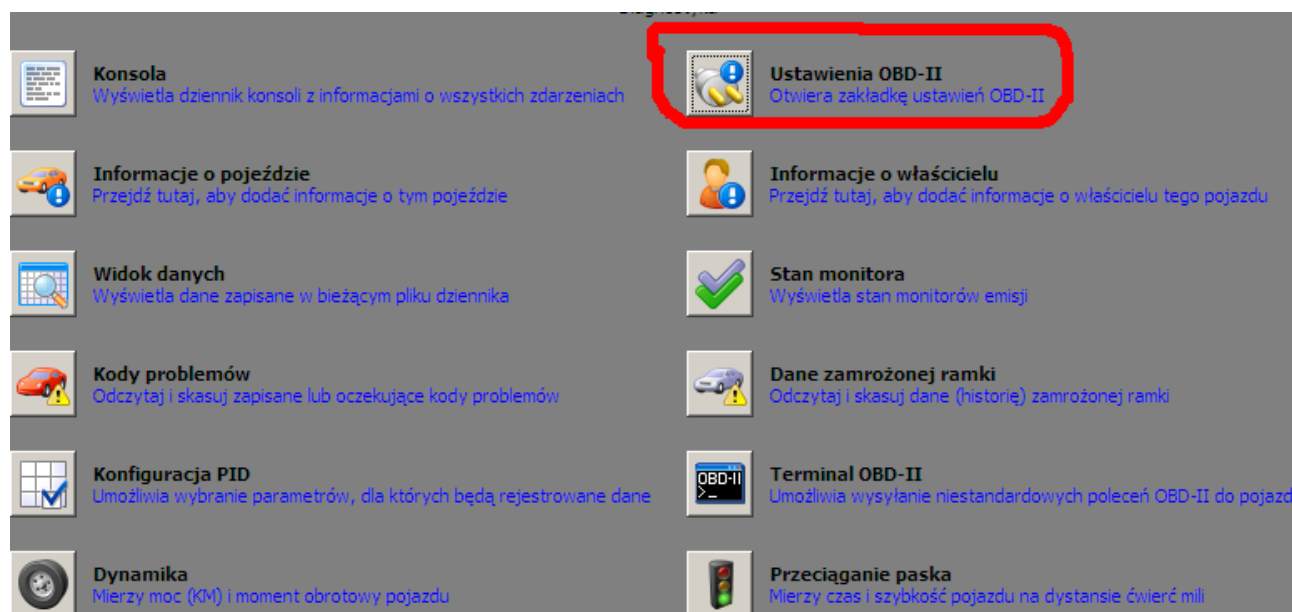 Diagnostyka
Konsola
Wyświetla dziennik konsoli z informacjami o wszystkich zdarzeniach
Ustawienia OBD-II
Otwiera zakładkę ustawień OBD-II
Informacje o pojeździe
Przejdź tutaj, aby dodać informacje o tym pojeździe
Informacje o właścicielu
Przejdź tutaj, aby dodać informacje o właścicielu tego pojazdu
Widok danych
Wyświetla dane zapisane w bieżącym pliku dziennika
Stan monitora
Wyświetla stan monitorów emisji
Kody problemów
Odczytaj i skasuj zapisane lub oczekujące kody problemów
Dane zamrożonej ramki
Odczytaj i skasuj dane (historię) zamrożonej ramki
Konfiguracja PID
Umożliwia wybranie parametrów, dla których będą rejestrowane dane
OBD-II
>_
Terminal OBD-II
Umożliwia wysyłanie niestandardowych poleceń OBD-II do pojazd
Dynamika
Mierzy moc (KM) i moment obrotowy pojazdu
Przeciąganie paska
Mierzy czas i szybkość pojazdu na dystansie ćwierć mili